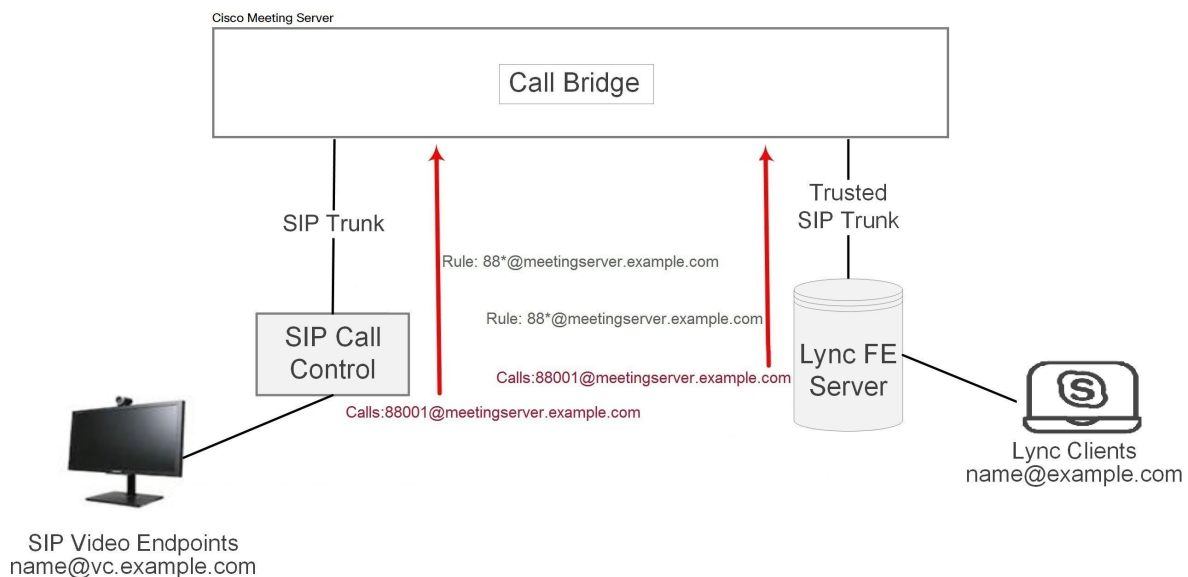 Cisco Meeting Server
Call Bridge
SIP Trunk
Trusted
SIP Trunk
Rule: 88*@meetingserver.example.com
Rule: 88*@meetingserver.example.com
SIP Call
Control
Lync FE
Server
Calls:88001@meetingserver.example.com
Calls:88001@meetingserver.example.com
S
Lync Clients
name@example.com
SIP Video Endpoints
name@vc.example.com